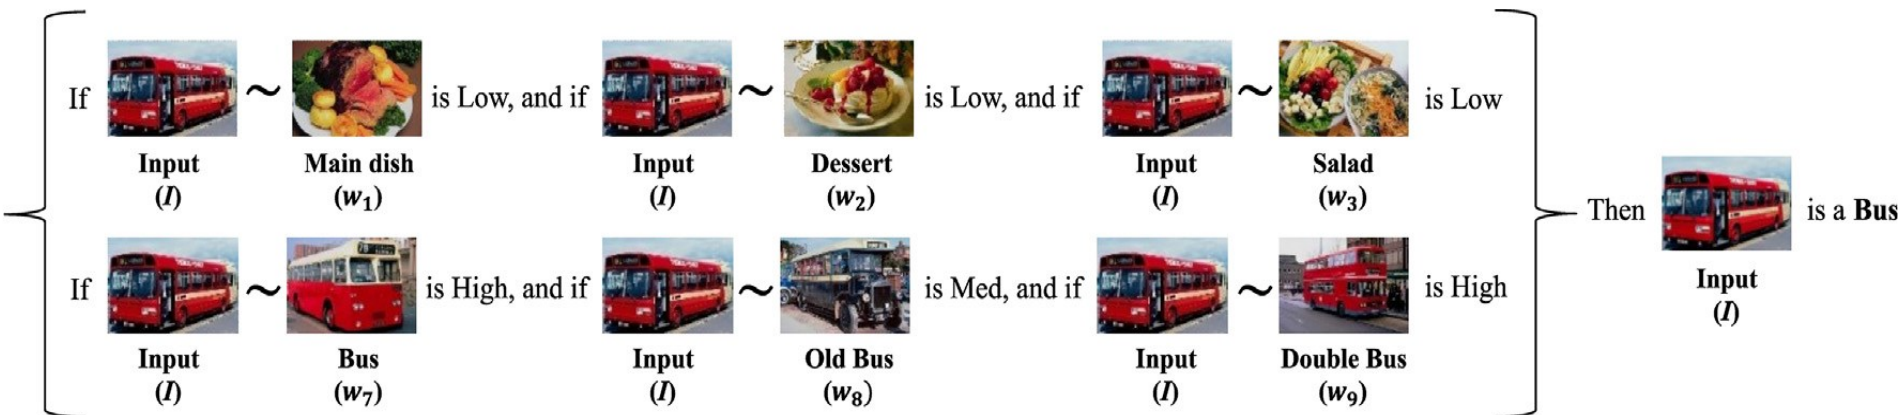 If ~ is Low, and if ~ is Low, and if ~ is Low
Input Main dish Input Dessert Input Salad
(I) (w₁) (I) (w₂) (I) (w₃)
Then is a Bus
Input
(I)
If ~ is High, and if ~ is Med, and if ~ is High
Input Bus Input Old Bus Input Double Bus
(I) (w₇) (I) (w₈) (I) (w₉)